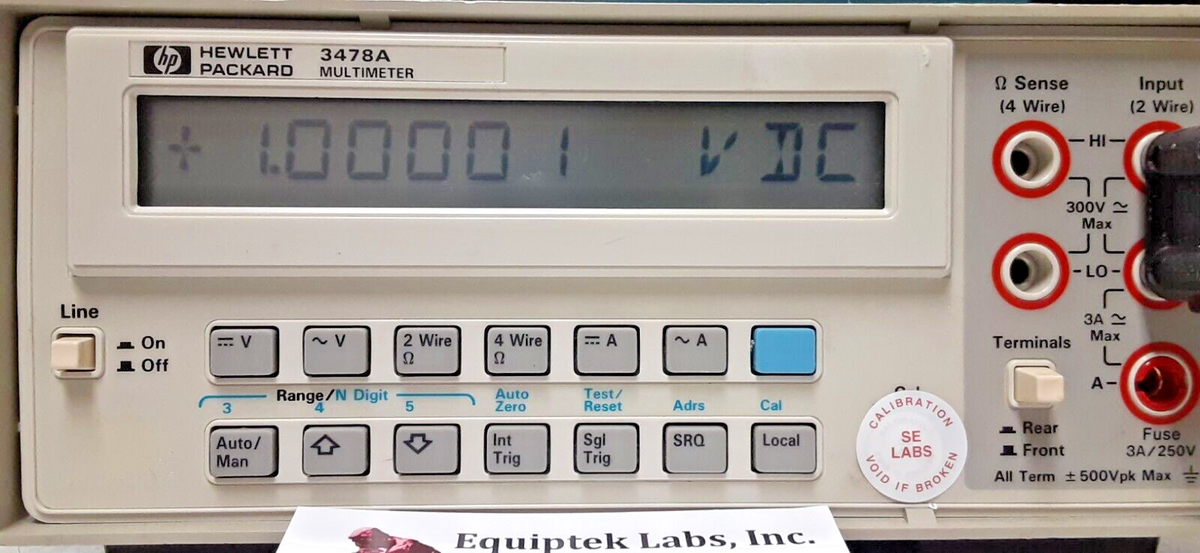 hp HEWLETT PACKARD 3478A MULTIMETER
+ 1.00001 VDC
Ω Sense (4 Wire)
Input (2 Wire)
HI
300V ≂ Max
LO
3A ≂ Max
A
Fuse 3A/250V
Terminals
Rear
Front
All Term ±500Vpk Max
Line
On
Off
⎓ V
~ V
2 Wire Ω
4 Wire Ω
⎓ A
~ A
Range/N Digit
3
4
5
Auto Zero
Test/Reset
Adrs
Cal
Auto/Man
Int Trig
Sgl Trig
SRQ
Local
CALIBRATION
SE LABS
VOID IF BROKEN
Equiptek Labs, Inc.